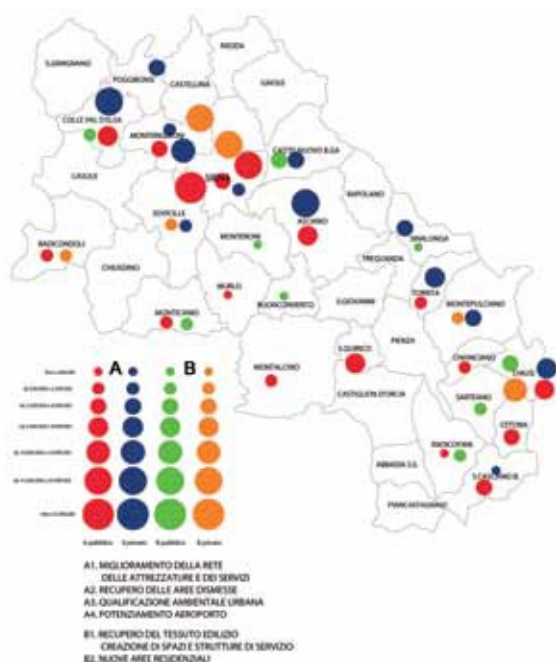 S.GIMIGNANO
POGGIBONSI
CASTELLINA
RADDA
GAIOLE
COLLE VAL D'ELSA
MONTERIGGIONI
CASTELNUOVO B.GA
CASOLE
SIENA
SOVICILLE
ASCIANO
RAPOLANO
MONTERONI
SINALONGA
TREQUANDA
RADICONDOLI
CHIUSDINO
MURLO
BUONCONVENTO
S.GIOVANNI
TORRITA
MONTEPULCIANO
MONTICIANO
PIENZA
S.QUIRICO
CHIANCIANO
CHIUSI
MONTALCINO
CASTIGLION D'ORCIA
SARTEANO
CETONA
RADICOFANI
ABBADIA S.S.
S.CASCIANO B.
PIANCASTAGNAIO
A B
A pubblico A privato B pubblico B privato
A1. MIGLIORAMENTO DELLA RETE
DELLE ATTREZZATURE E DEI SERVIZI
A2. RECUPERO DELLE AREE DISMESSE
A3. QUALIFICAZIONE AMBIENTALE URBANA
A4. POTENZIAMENTO AEROPORTO
B1. RECUPERO DEL TESSUTO EDILIZIO
CREAZIONE DI SPAZI E STRUTTURE DI SERVIZIO
B2. NUOVE AREE RESIDENZIALI